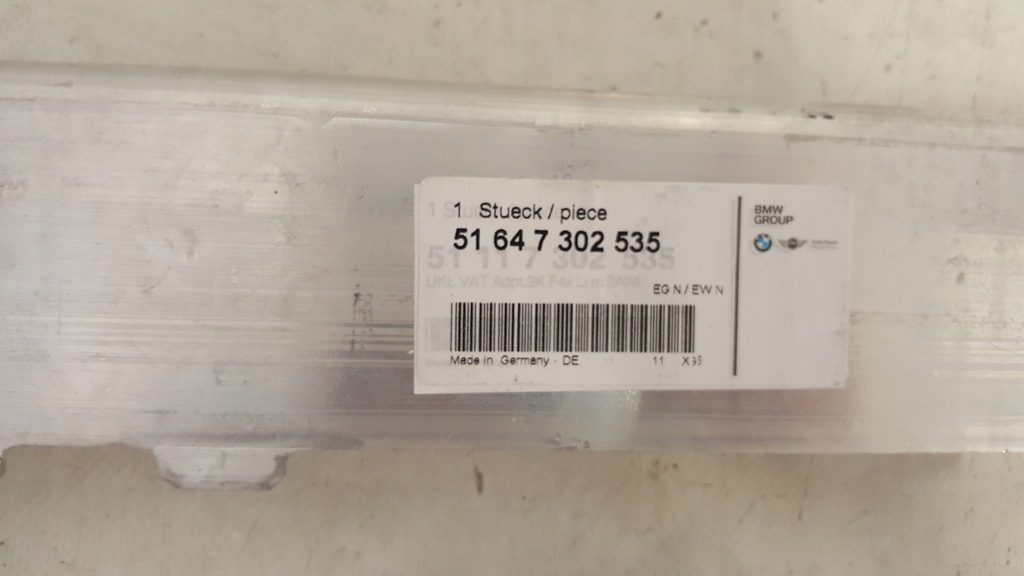 1 Stueck / piece
51 64 7 302 535
51 11 7 302 535
EG N / EW N
Made in Germany - DE 11 X35
BMW
GROUP